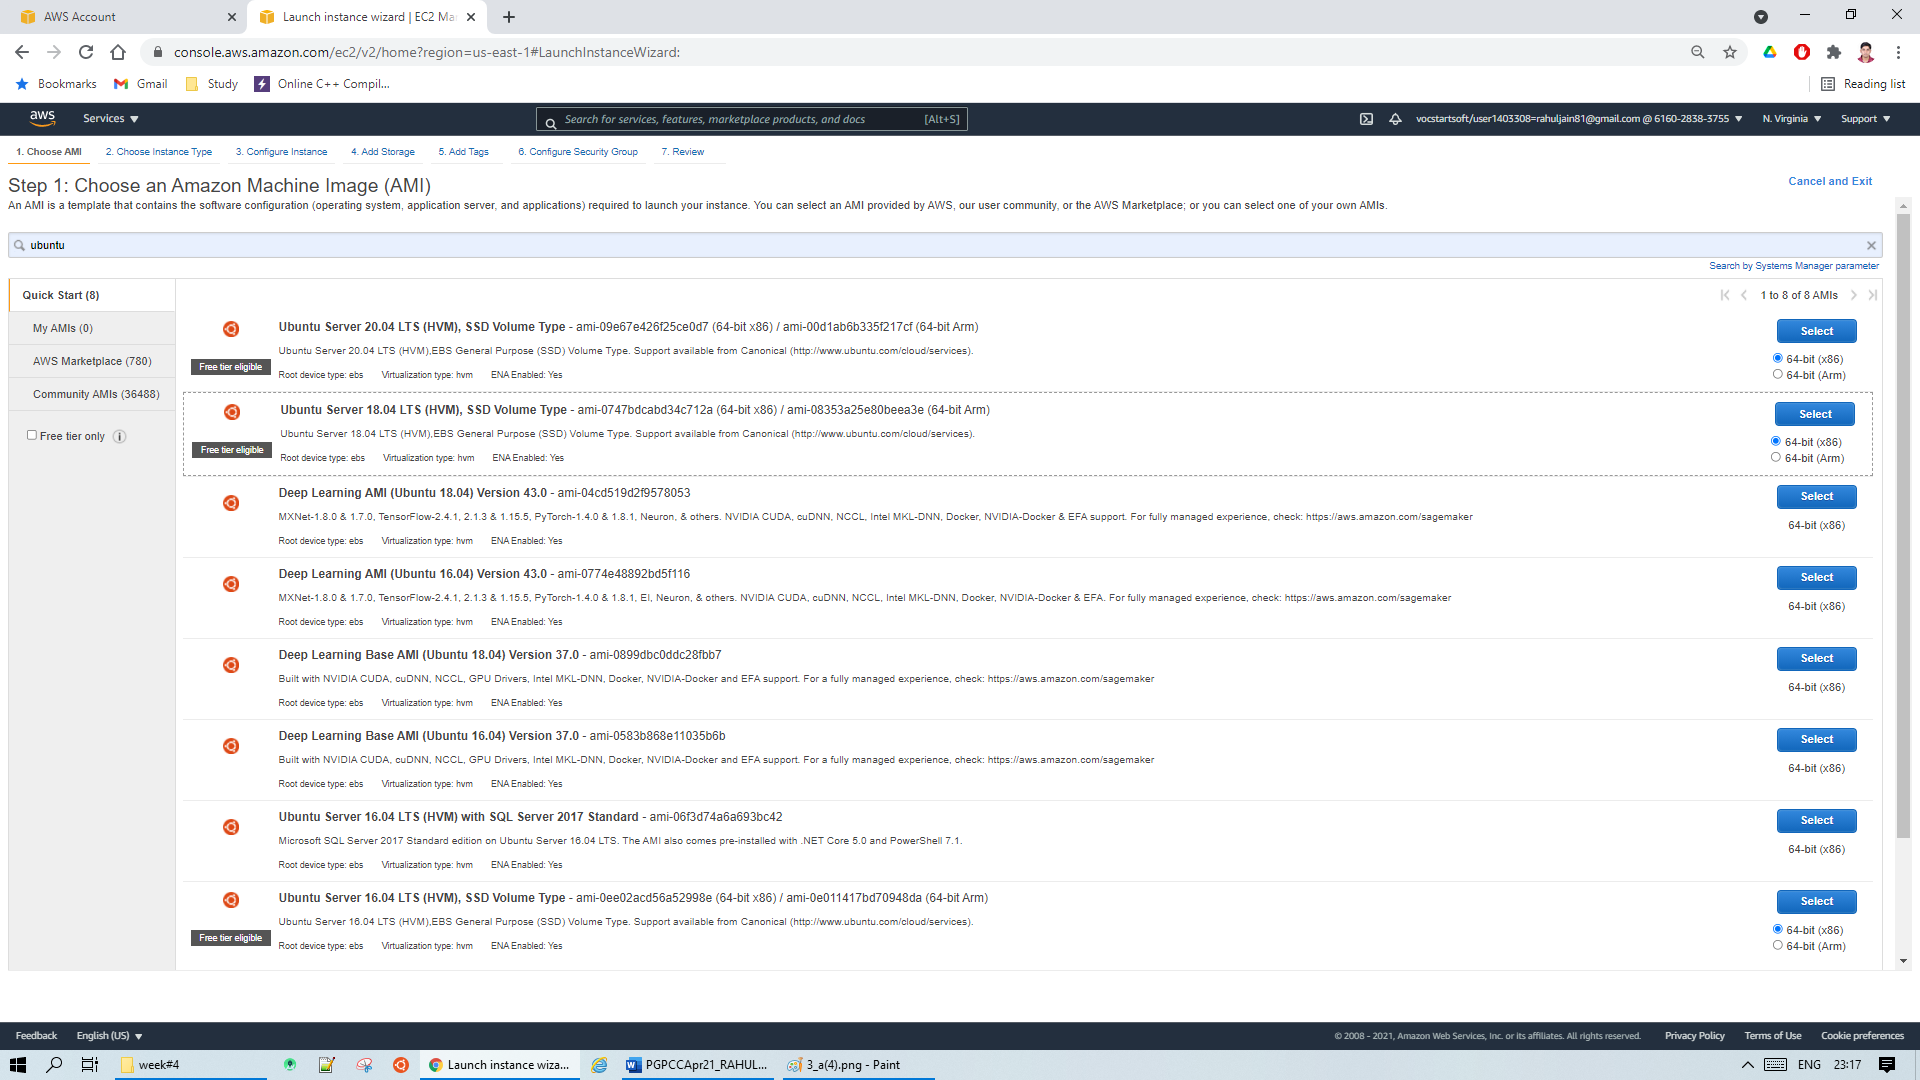 AWS Account
Launch instance wizard | EC2 Ma
console.aws.amazon.com/ec2/v2/home?region=us-east-1#LaunchInstanceWizard:
Bookmarks Gmail Study Online C++ Compil... Reading list
aws Services Search for services, features, marketplace products, and docs [Alt+S] vocstartsoft/user1403308=rahuljain81@gmail.com @ 6160-2838-3755 N. Virginia Support
1. Choose AMI 2. Choose Instance Type 3. Configure Instance 4. Add Storage 5. Add Tags 6. Configure Security Group 7. Review
Step 1: Choose an Amazon Machine Image (AMI)
Cancel and Exit
An AMI is a template that contains the software configuration (operating system, application server, and applications) required to launch your instance. You can select an AMI provided by AWS, our user community, or the AWS Marketplace; or you can select one of your own AMIs.
ubuntu
Search by Systems Manager parameter
Quick Start (8)
My AMIs (0)
AWS Marketplace (780)
Community AMIs (36488)
Free tier only
1 to 8 of 8 AMIs
Ubuntu Server 20.04 LTS (HVM), SSD Volume Type - ami-09e67e426f25ce0d7 (64-bit x86) / ami-00d1ab6b335f217cf (64-bit Arm)
Ubuntu Server 20.04 LTS (HVM),EBS General Purpose (SSD) Volume Type. Support available from Canonical (http://www.ubuntu.com/cloud/services).
Free tier eligible
Root device type: ebs Virtualization type: hvm ENA Enabled: Yes
Select
64-bit (x86)
64-bit (Arm)
Ubuntu Server 18.04 LTS (HVM), SSD Volume Type - ami-0747bdcabd34c712a (64-bit x86) / ami-08353a25e80beea3e (64-bit Arm)
Ubuntu Server 18.04 LTS (HVM),EBS General Purpose (SSD) Volume Type. Support available from Canonical (http://www.ubuntu.com/cloud/services).
Free tier eligible
Root device type: ebs Virtualization type: hvm ENA Enabled: Yes
Select
64-bit (x86)
64-bit (Arm)
Deep Learning AMI (Ubuntu 18.04) Version 43.0 - ami-04cd519d2f9578053
MXNet-1.8.0 & 1.7.0, TensorFlow-2.4.1, 2.1.3 & 1.15.5, PyTorch-1.4.0 & 1.8.1, Neuron, & others. NVIDIA CUDA, cuDNN, NCCL, Intel MKL-DNN, Docker, NVIDIA-Docker & EFA support. For fully managed experience, check: https://aws.amazon.com/sagemaker
Root device type: ebs Virtualization type: hvm ENA Enabled: Yes
Select
64-bit (x86)
Deep Learning AMI (Ubuntu 16.04) Version 43.0 - ami-0774e48892bd5f116
MXNet-1.8.0 & 1.7.0, TensorFlow-2.4.1, 2.1.3 & 1.15.5, PyTorch-1.4.0 & 1.8.1, EI, Neuron, & others. NVIDIA CUDA, cuDNN, NCCL, Intel MKL-DNN, Docker, NVIDIA-Docker & EFA. For fully managed experience, check: https://aws.amazon.com/sagemaker
Root device type: ebs Virtualization type: hvm ENA Enabled: Yes
Select
64-bit (x86)
Deep Learning Base AMI (Ubuntu 18.04) Version 37.0 - ami-0899dbc0ddc28fbb7
Built with NVIDIA CUDA, cuDNN, NCCL, GPU Drivers, Intel MKL-DNN, Docker, NVIDIA-Docker and EFA support. For a fully managed experience, check: https://aws.amazon.com/sagemaker
Root device type: ebs Virtualization type: hvm ENA Enabled: Yes
Select
64-bit (x86)
Deep Learning Base AMI (Ubuntu 16.04) Version 37.0 - ami-0583b868e11035b6b
Built with NVIDIA CUDA, cuDNN, NCCL, GPU Drivers, Intel MKL-DNN, Docker, NVIDIA-Docker and EFA support. For a fully managed experience, check: https://aws.amazon.com/sagemaker
Root device type: ebs Virtualization type: hvm ENA Enabled: Yes
Select
64-bit (x86)
Ubuntu Server 16.04 LTS (HVM) with SQL Server 2017 Standard - ami-06f3d74a6a693bc42
Microsoft SQL Server 2017 Standard edition on Ubuntu Server 16.04 LTS. The AMI also comes pre-installed with .NET Core 5.0 and PowerShell 7.1.
Root device type: ebs Virtualization type: hvm ENA Enabled: Yes
Select
64-bit (x86)
Ubuntu Server 16.04 LTS (HVM), SSD Volume Type - ami-0ee02acd56a52998e (64-bit x86) / ami-0e011417bd70948da (64-bit Arm)
Ubuntu Server 16.04 LTS (HVM),EBS General Purpose (SSD) Volume Type. Support available from Canonical (http://www.ubuntu.com/cloud/services).
Free tier eligible
Root device type: ebs Virtualization type: hvm ENA Enabled: Yes
Select
64-bit (x86)
64-bit (Arm)
Feedback English (US) © 2008 - 2021, Amazon Web Services, Inc. or its affiliates. All rights reserved. Privacy Policy Terms of Use Cookie preferences
week#4 Launch instance wiza... PGPCCApr21_RAHUL... 3_a(4).png - Paint ENG 23:17